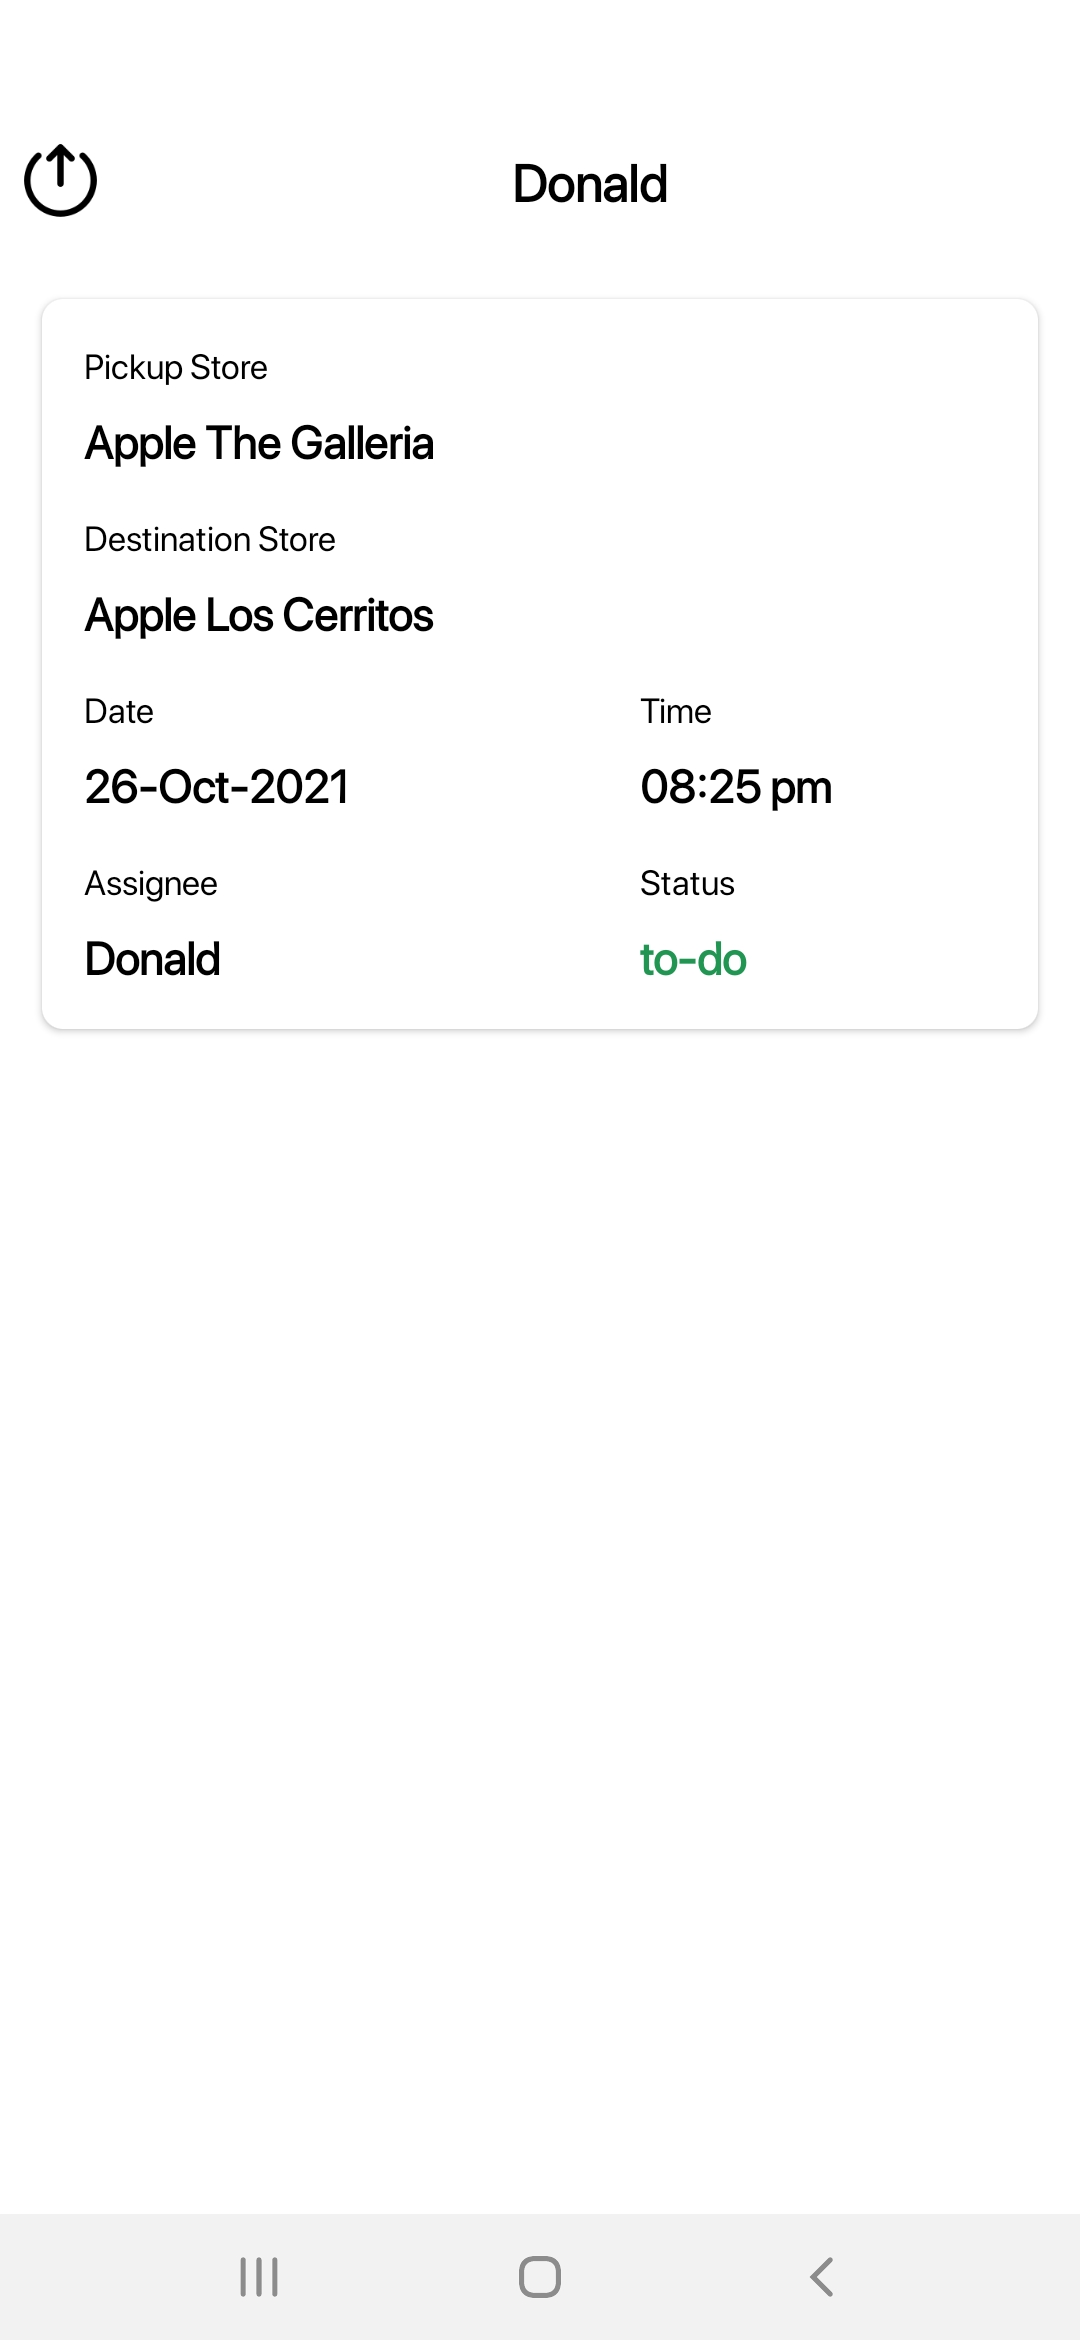 Donald
Pickup Store
Apple The Galleria
Destination Store
Apple Los Cerritos
Date Time
26-Oct-2021 08:25 pm
Assignee Status
Donald to-do